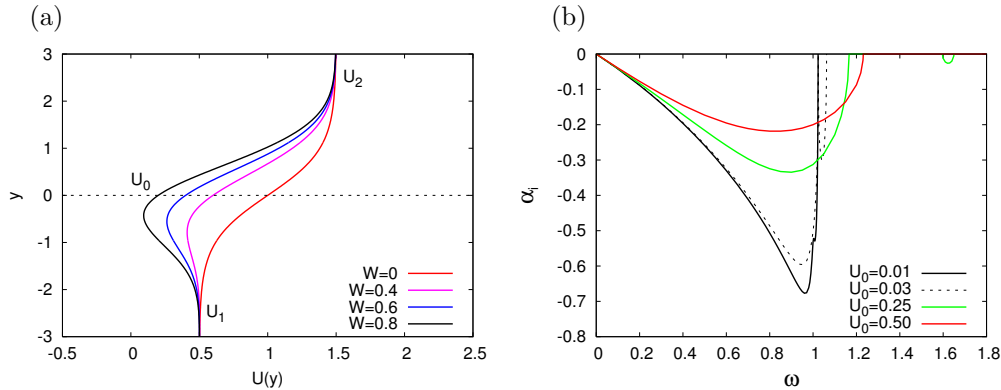 (a)
3
2
1
0
-1
-2
-3
y
-0.5
0
0.5
1
1.5
2
2.5
U(y)
U₂
U₀
U₁
W=0
W=0.4
W=0.6
W=0.8
(b)
0
-0.1
-0.2
-0.3
-0.4
-0.5
-0.6
-0.7
-0.8
αᵢ
0
0.2
0.4
0.6
0.8
1
1.2
1.4
1.6
1.8
ω
U₀=0.01
U₀=0.03
U₀=0.25
U₀=0.50